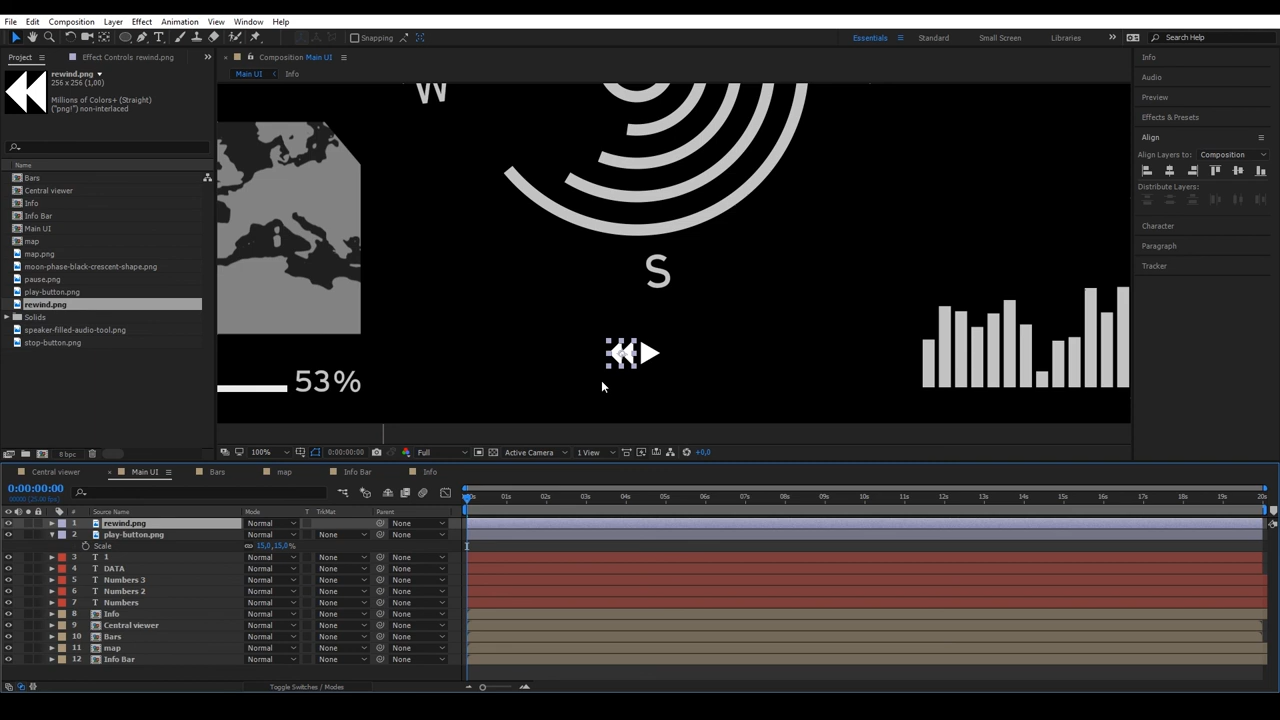 File Edit Composition Layer Effect Animation View Window Help
Snapping
Essentials Standard Small Screen Libraries Search Help
Project Effect Controls rewind.png Composition Main UI
Main UI Info
rewind.png
256 x 256 (1,00)
Millions of Colors+ (Straight)
("png!") non-interlaced
Name
Bars
Central viewer
Info
Info Bar
Main UI
map
map.png
moon-phase-black-crescent-shape.png
pause.png
play-button.png
rewind.png
Solids
speaker-filled-audio-tool.png
stop-button.png
8 bpc
W
S
53%
100% 0:00:00:00 Full Active Camera 1 View +0,0
Info
Audio
Preview
Effects & Presets
Align
Align Layers to: Composition
Distribute Layers:
Character
Paragraph
Tracker
Central viewer Main UI Bars map Info Bar Info
0:00:00:00
00000 (25.00 fps)
01s 02s 03s 04s 05s 06s 07s 08s 09s 10s 11s 12s 13s 14s 15s 16s 17s 18s 19s 20s
# Source Name Mode T TrkMat Parent
1 rewind.png Normal None
2 play-button.png Normal None None
Scale 15,0,15,0%
3 T 1 Normal None None
4 T DATA Normal None None
5 T Numbers 3 Normal None None
6 T Numbers 2 Normal None None
7 T Numbers Normal None None
8 Info Normal None None
9 Central viewer Normal None None
10 Bars Normal None None
11 map Normal None None
12 Info Bar Normal None None
Toggle Switches / Modes